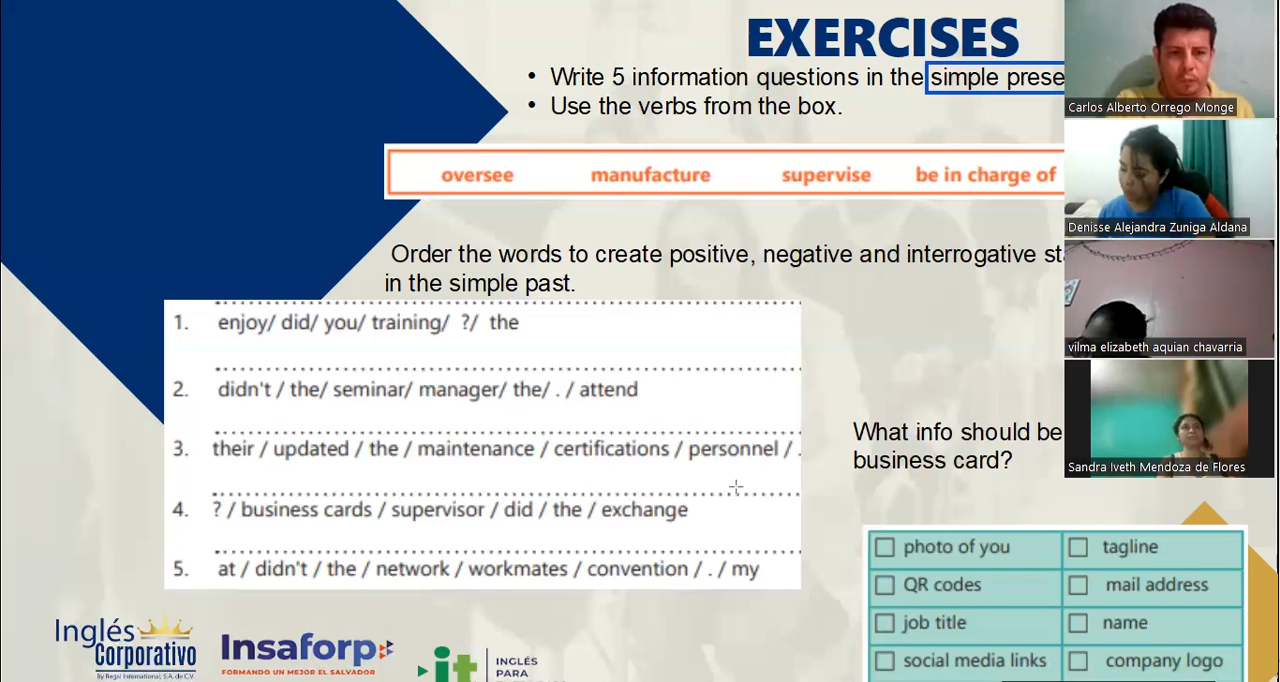 EXERCISES
• Write 5 information questions in the simple prese
• Use the verbs from the box.
oversee manufacture supervise be in charge of
Order the words to create positive, negative and interrogative st
in the simple past.
1. enjoy/ did/ you/ training/ ?/ the
2. didn't / the/ seminar/ manager/ the/ . / attend
3. their / updated / the / maintenance / certifications / personnel / .
4. ? / business cards / supervisor / did / the / exchange
5. at / didn't / the / network / workmates / convention / . / my
What info should be
business card?
photo of you tagline
QR codes mail address
job title name
social media links company logo
Carlos Alberto Orrego Monge
Denisse Alejandra Zuniga Aldana
vilma elizabeth aquian chavarria
Sandra Iveth Mendoza de Flores
Inglés
Corporativo
By Regal International, S.A. de C.V.
Insaforp
FORMANDO UN MEJOR EL SALVADOR
it
INGLÉS
PARA